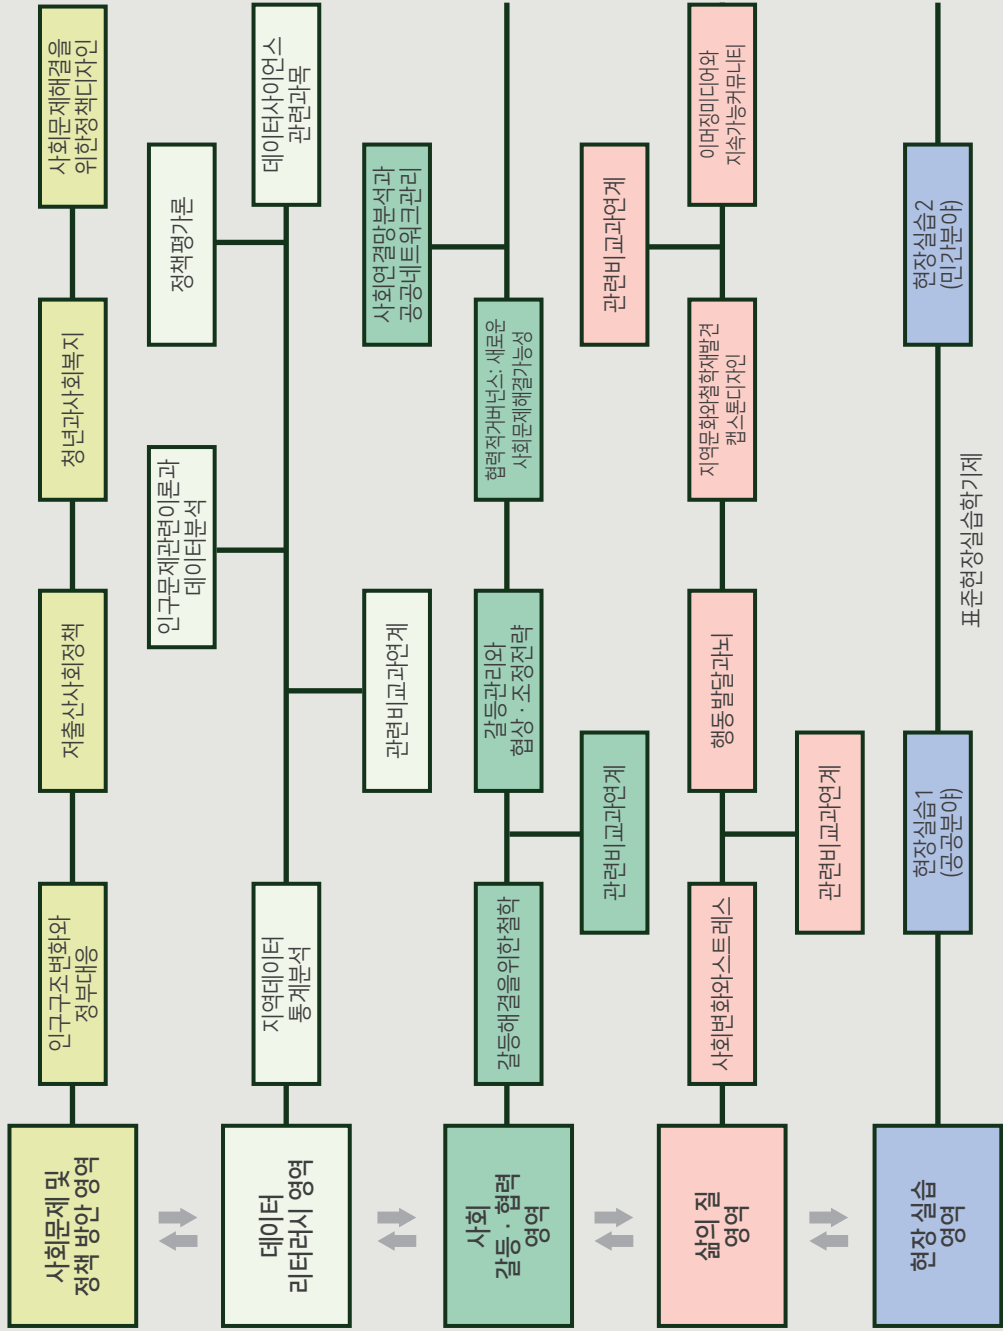 사회문제 및
정책 방안 영역
인구구조변화와
정부대응
저출산사회정책
청년과사회복지
사회문제해결을
위한정책디자인
인구문제관련이론과
데이터분석
정책평가론
데이터
리터러시 영역
지역데이터
통계분석
데이터사이언스
관련과목
관련비교과연계
사회연결망분석과
공공네트워크관리
사회
갈등 · 협력
영역
갈등해결을위한철학
갈등관리와
협상 · 조정전략
협력적거버넌스: 새로운
사회문제해결가능성
관련비교과연계
관련비교과연계
삶의 질
영역
사회변화와스트레스
행동발달과뇌
지역문화와철학재발견
캡스톤디자인
이머징미디어와
지속가능커뮤니티
관련비교과연계
현장 실습
영역
현장실습1
(공공분야)
현장실습2
(민간분야)
표준현장실습학기제